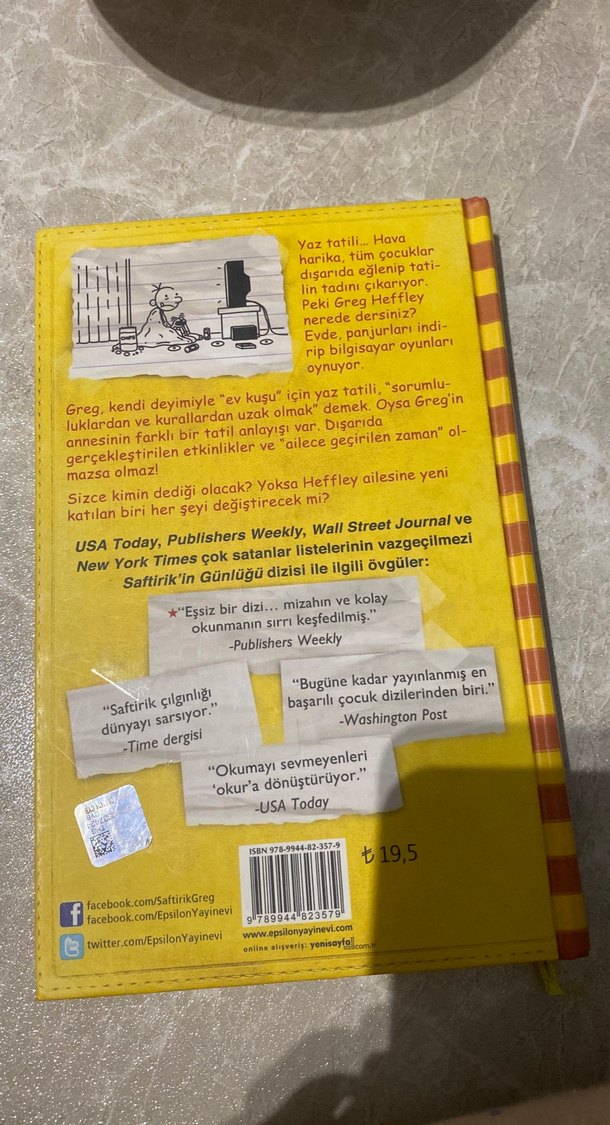 Yaz tatili... Hava
harika, tüm çocuklar
dışarıda eğlenip tati-
lin tadını çıkarıyor.
Peki Greg Heffley
nerede dersiniz?
Evde, panjurları indi-
rip bilgisayar oyunları
oynuyor.
Greg, kendi deyimiyle “ev kuşu” için yaz tatili, “sorumlu-
luklardan ve kurallardan uzak olmak” demek. Oysa Greg'in
annesinin farklı bir tatil anlayışı var. Dışarıda
gerçekleştirilen etkinlikler ve “ailece geçirilen zaman” ol-
mazsa olmaz!
Sizce kimin dediği olacak? Yoksa Heffley ailesine yeni
katılan biri her şeyi değiştirecek mi?
USA Today, Publishers Weekly, Wall Street Journal ve
New York Times çok satanlar listelerinin vazgeçilmezi
Saftirik'in Günlüğü dizisi ile ilgili övgüler:
★“Eşsiz bir dizi... mizahın ve kolay
okunmanın sırrı keşfedilmiş.”
-Publishers Weekly
“Saftirik çılgınlığı
dünyayı sarsıyor.”
-Time dergisi
“Bugüne kadar yayınlanmış en
başarılı çocuk dizilerinden biri.”
-Washington Post
“Okumayı sevmeyenleri
‘okur’a dönüştürüyor.”
-USA Today
ISBN 978-9944-82-357-9
9 789944 823579
₺ 19,5
facebook.com/SaftirikGreg
facebook.com/EpsilonYayinevi
twitter.com/EpsilonYayinevi
www.epsilonyayinevi.com
online alışveriş: yenisayfa
.com.tr